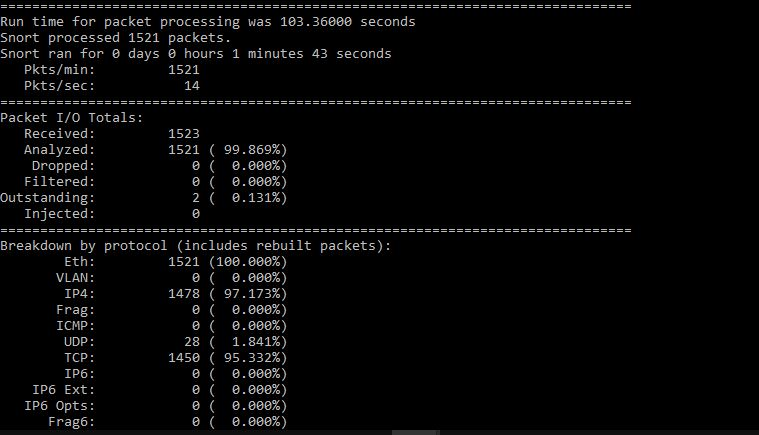 ===============================================================================
Run time for packet processing was 103.36000 seconds
Snort processed 1521 packets.
Snort ran for 0 days 0 hours 1 minutes 43 seconds
   Pkts/min:         1521
   Pkts/sec:           14
===============================================================================
Packet I/O Totals:
   Received:         1523
   Analyzed:         1521 ( 99.869%)
    Dropped:            0 (  0.000%)
   Filtered:            0 (  0.000%)
Outstanding:            2 (  0.131%)
   Injected:            0
===============================================================================
Breakdown by protocol (includes rebuilt packets):
        Eth:         1521 (100.000%)
       VLAN:            0 (  0.000%)
        IP4:         1478 ( 97.173%)
       Frag:            0 (  0.000%)
       ICMP:            0 (  0.000%)
        UDP:           28 (  1.841%)
        TCP:         1450 ( 95.332%)
        IP6:            0 (  0.000%)
    IP6 Ext:            0 (  0.000%)
   IP6 Opts:            0 (  0.000%)
      Frag6:            0 (  0.000%)